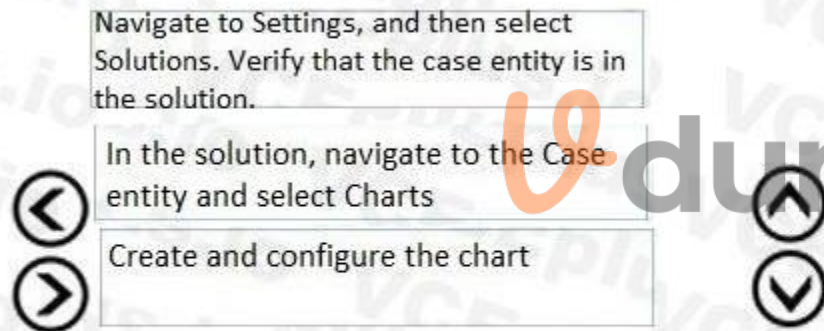 Navigate to Settings, and then select
Solutions. Verify that the case entity is in
the solution.
In the solution, navigate to the Case
entity and select Charts
Create and configure the chart